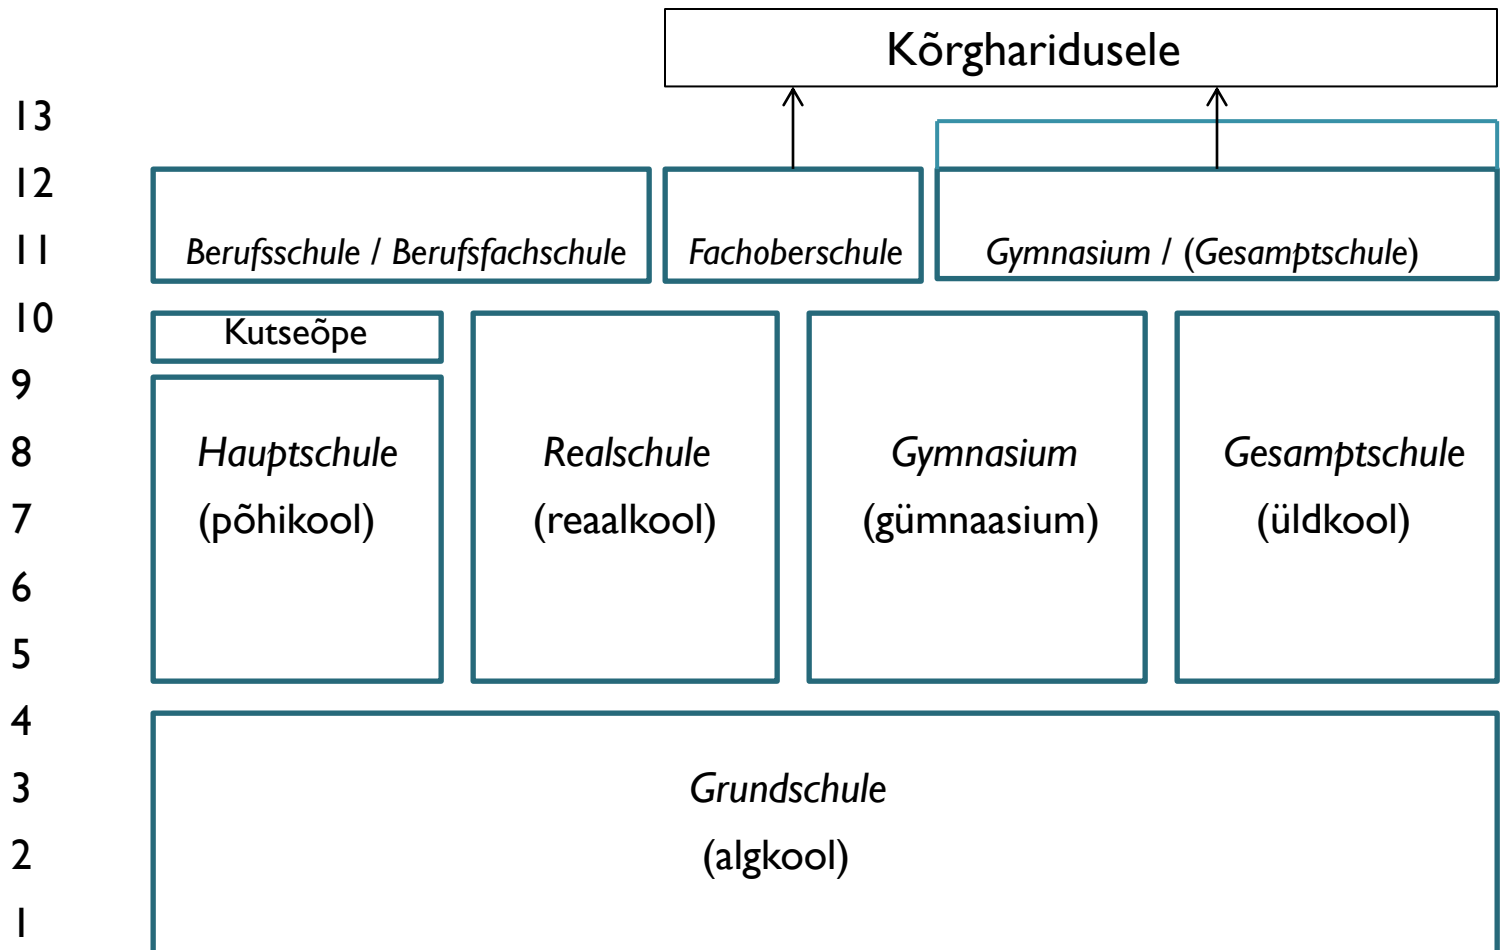 Kõrgharidusele
13
12
11 Berufsschule / Berufsfachschule Fachoberschule Gymnasium / (Gesamptschule)
10 Kutseõpe
9
8 Hauptschule Realschule Gymnasium Gesamptschule
7 (põhikool) (reaalkool) (gümnaasium) (üldkool)
6
5
4
3 Grundschule
2 (algkool)
1